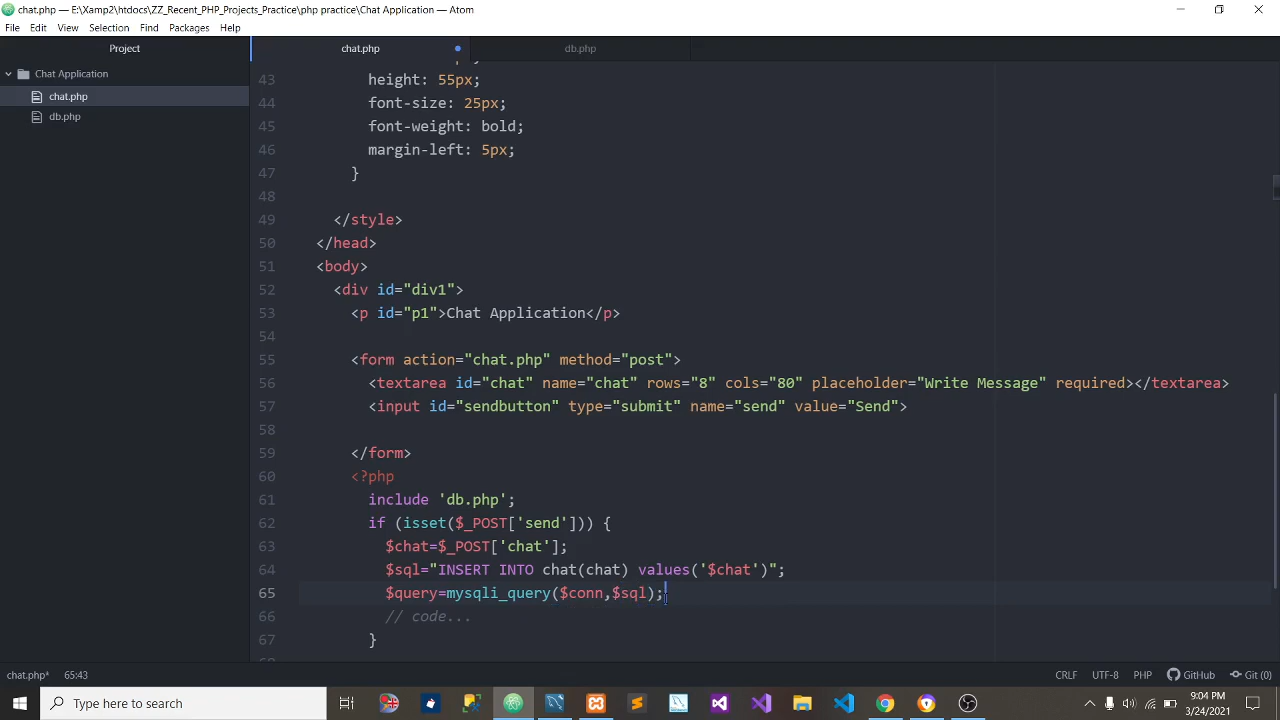 chat.php — E:\Xamp2\htdocs\ZZ_Recent_PHP_Projects_Practice\php practice\Chat Application — Atom
File Edit View Selection Find Packages Help
Project
chat.php
db.php
Chat Application
chat.php
db.php
43 height: 55px;
44 font-size: 25px;
45 font-weight: bold;
46 margin-left: 5px;
47 }
48
49 </style>
50 </head>
51 <body>
52 <div id="div1">
53 <p id="p1">Chat Application</p>
54
55 <form action="chat.php" method="post">
56 <textarea id="chat" name="chat" rows="8" cols="80" placeholder="Write Message" required></textarea>
57 <input id="sendbutton" type="submit" name="send" value="Send">
58
59 </form>
60 <?php
61 include 'db.php';
62 if (isset($_POST['send'])) {
63 $chat=$_POST['chat'];
64 $sql="INSERT INTO chat(chat) values('$chat')";
65 $query=mysqli_query($conn,$sql);
66 // code...
67 }
chat.php* 65:43 CRLF UTF-8 PHP GitHub Git (0)
Type here to search
9:04 PM
3/24/2021